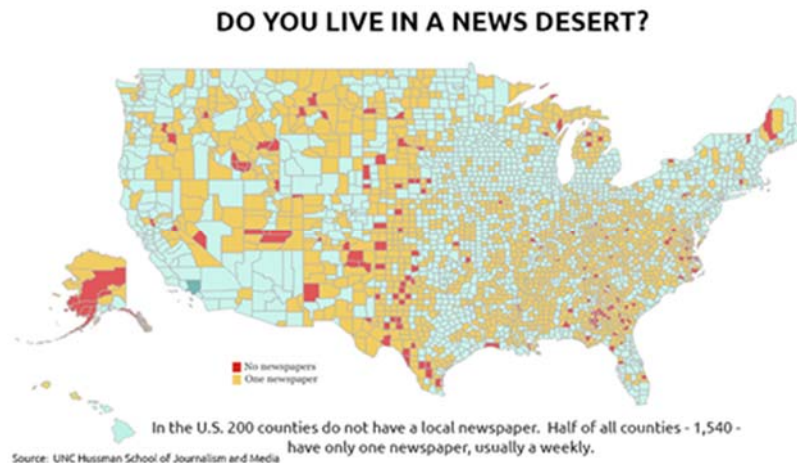 DO YOU LIVE IN A NEWS DESERT?
No newspapers
One newspaper
In the U.S. 200 counties do not have a local newspaper. Half of all counties - 1,540 -
have only one newspaper, usually a weekly.
Source: UNC Hussman School of Journalism and Media